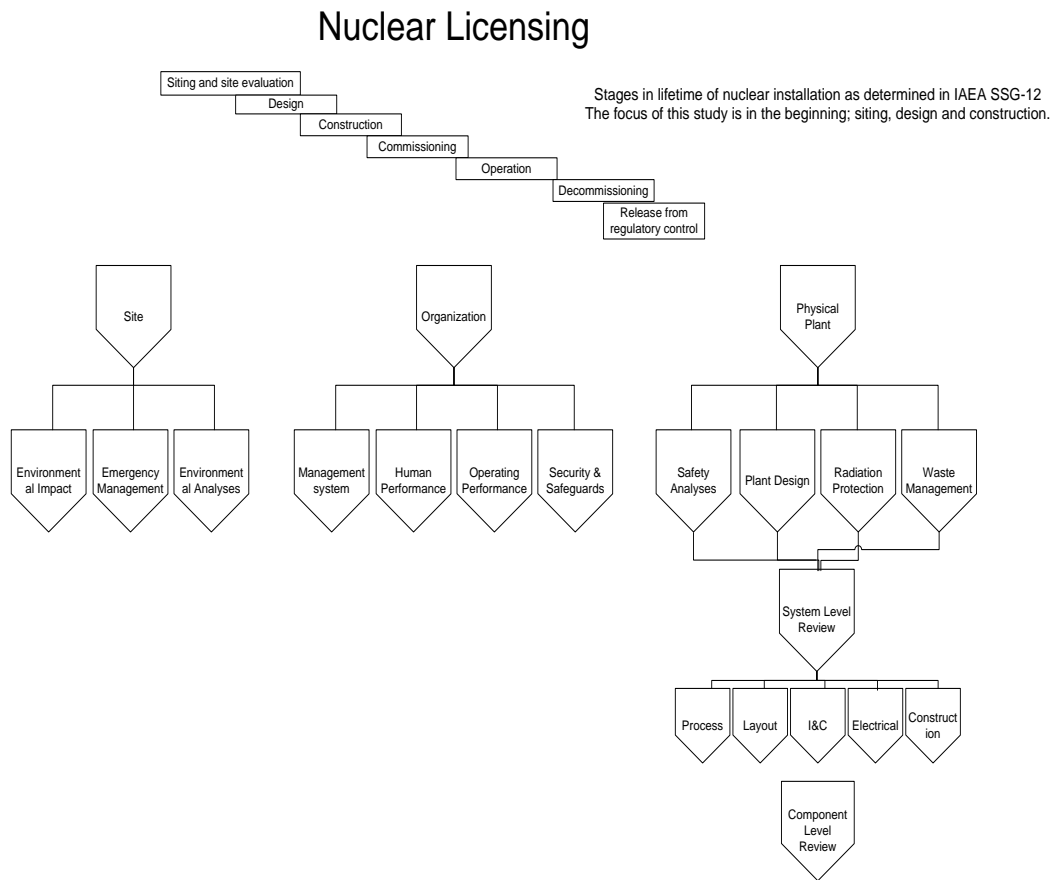 Nuclear Licensing
Siting and site evaluation
Design
Construction
Commissioning
Operation
Decommissioning
Release from
regulatory control
Stages in lifetime of nuclear installation as determined in IAEA SSG-12
The focus of this study is in the beginning; siting, design and construction.
Site
Organization
Physical
Plant
Environment
al Impact
Emergency
Management
Environment
al Analyses
Management
system
Human
Performance
Operating
Performance
Security &
Safeguards
Safety
Analyses
Plant Design
Radiation
Protection
Waste
Management
System Level
Review
Process
Layout
I&C
Electrical
Construct
ion
Component
Level
Review